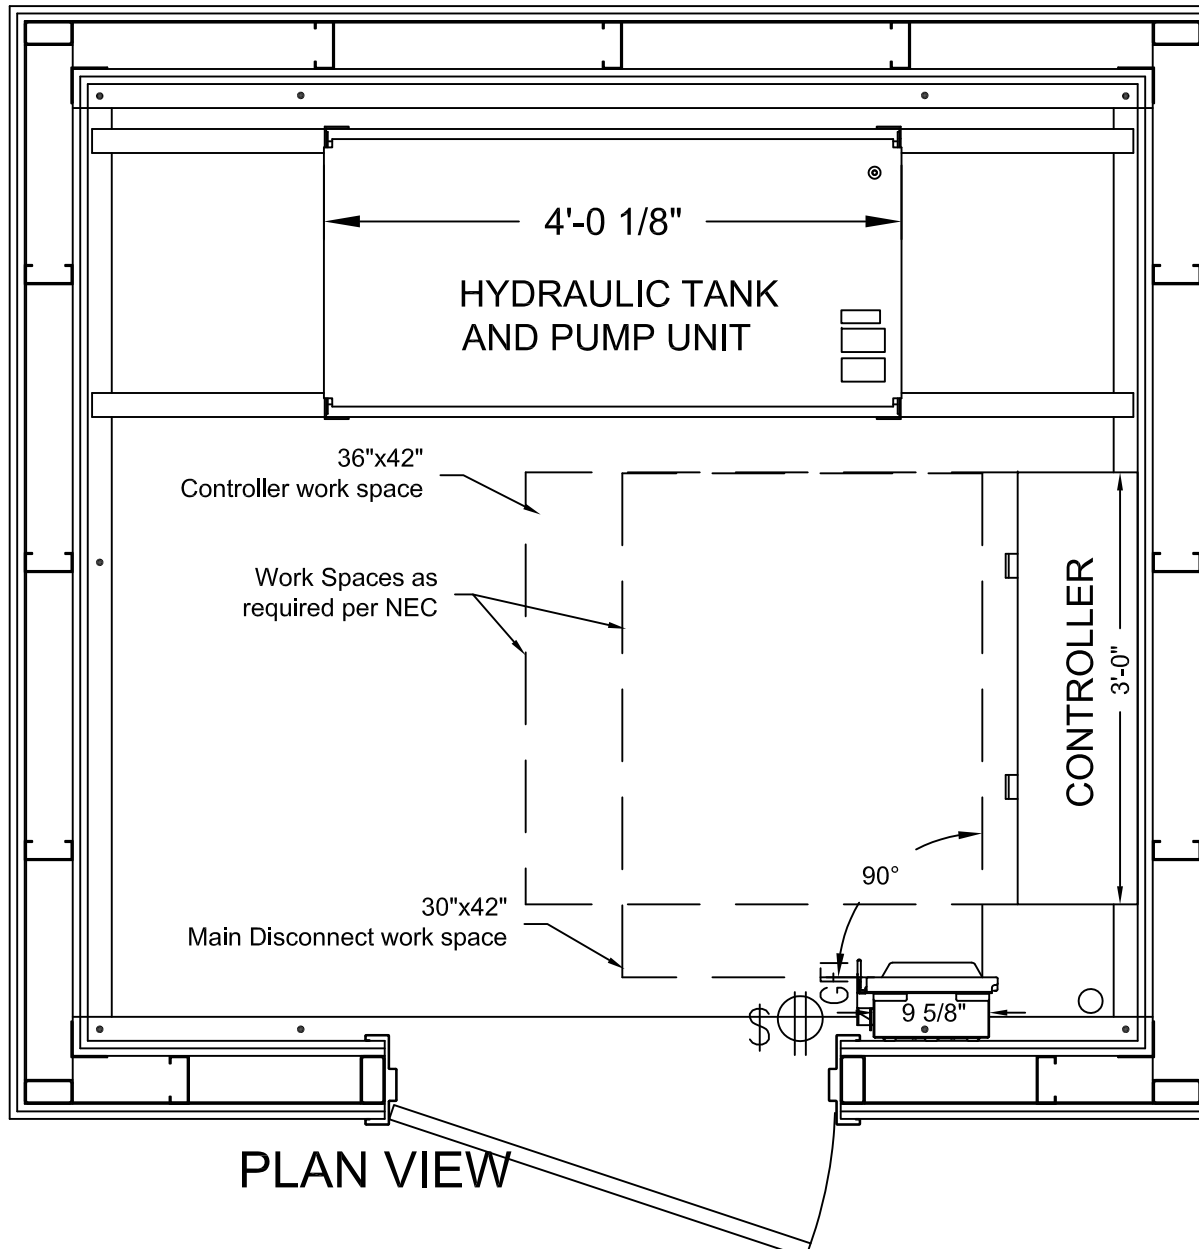 4'-0 1/8"
HYDRAULIC TANK
AND PUMP UNIT
36"x42"
Controller work space
Work Spaces as
required per NEC
CONTROLLER
3'-0"
90°
30"x42"
Main Disconnect work space
GFI
$
9 5/8"
PLAN VIEW